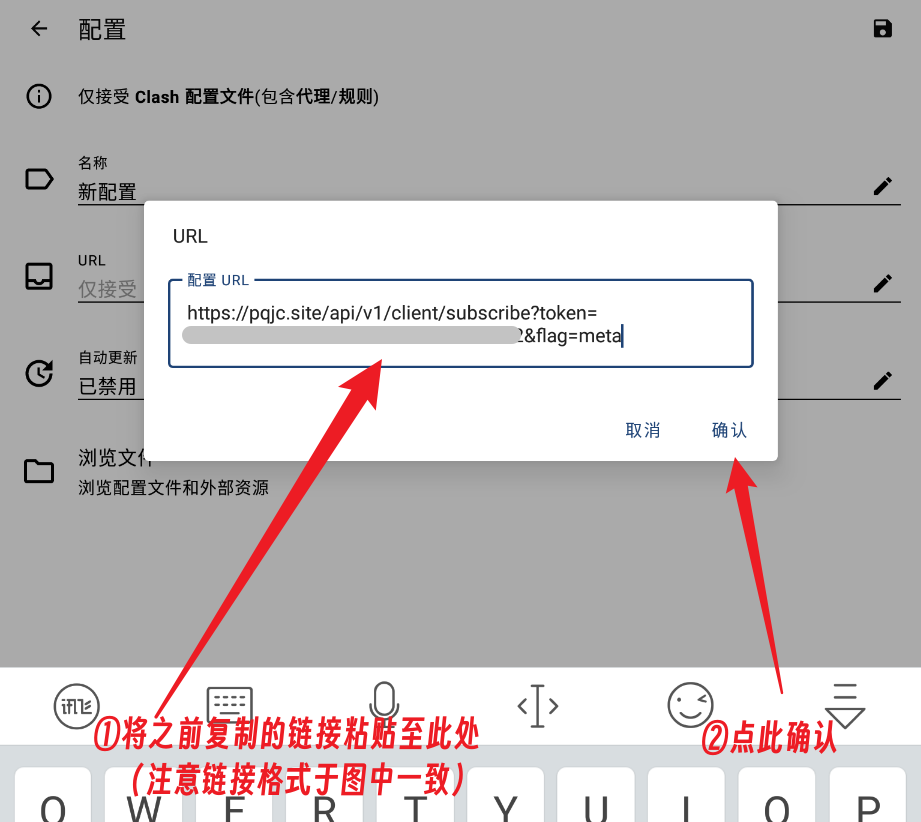 配置
仅接受 Clash 配置文件(包含代理/规则)
名称
新配置
URL
仅接受
自动更新
已禁用
浏览文件
浏览配置文件和外部资源
URL
配置 URL
https://pqjc.site/api/v1/client/subscribe?token=
2&flag=meta
取消
确认
①将之前复制的链接粘贴至此处
（注意链接格式于图中一致）
②点此确认
Q W E R T Y U I O P